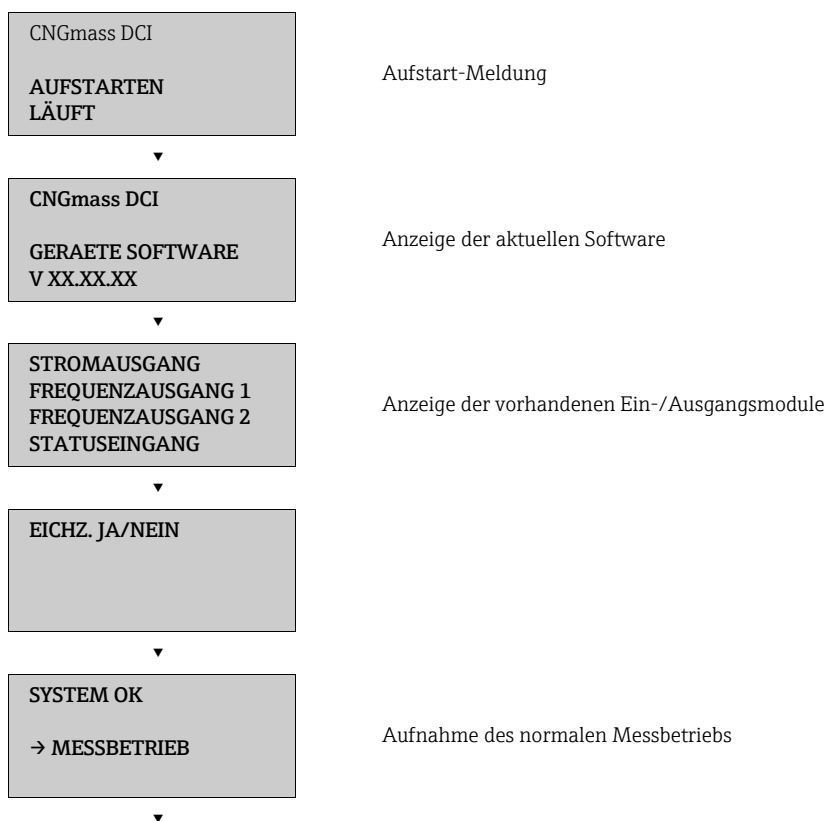 CNGmass DCI
AUFSTARTEN
LÄUFT
Aufstart-Meldung
▼
CNGmass DCI
GERAETE SOFTWARE
V XX.XX.XX
Anzeige der aktuellen Software
▼
STROMAUSGANG
FREQUENZAUSGANG 1
FREQUENZAUSGANG 2
STATUSEINGANG
Anzeige der vorhandenen Ein-/Ausgangsmodule
▼
EICHZ. JA/NEIN
▼
SYSTEM OK
→ MESSBETRIEB
Aufnahme des normalen Messbetriebs
▼